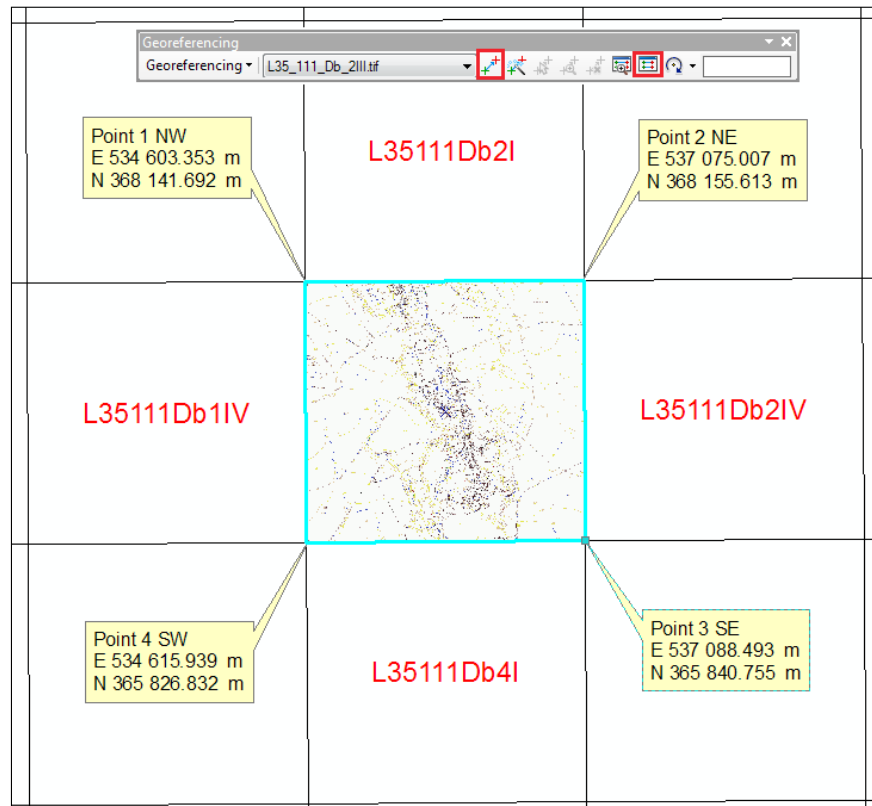 Georeferencing
Georeferencing
L35_111_Db_2III.tif
Point 1 NW
E 534 603.353 m
N 368 141.692 m
L35111Db2I
Point 2 NE
E 537 075.007 m
N 368 155.613 m
L35111Db1IV
L35111Db2IV
Point 4 SW
E 534 615.939 m
N 365 826.832 m
L35111Db4I
Point 3 SE
E 537 088.493 m
N 365 840.755 m